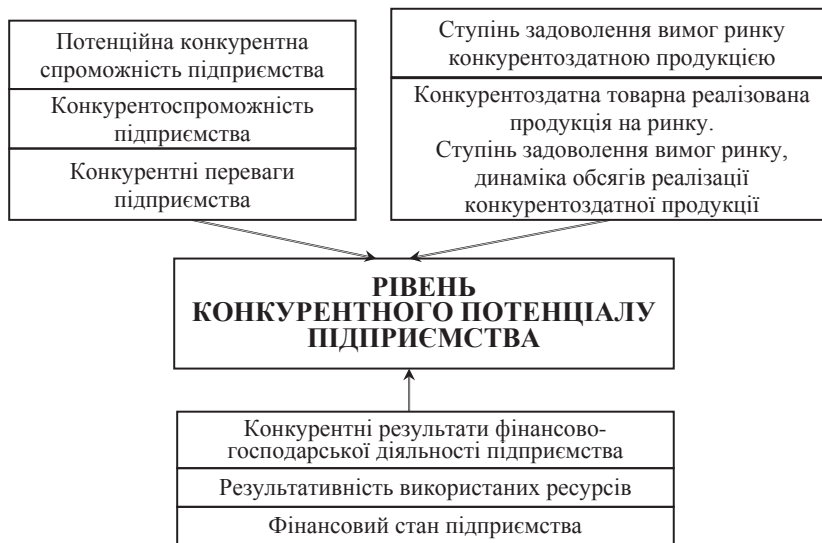 Потенційна конкурентна
спроможність підприємства
Конкурентоспроможність
підприємства
Конкурентні переваги
підприємства
Ступінь задоволення вимог ринку
конкурентоздатною продукцією
Конкурентоздатна товарна реалізована
продукція на ринку.
Ступінь задоволення вимог ринку,
динаміка обсягів реалізації
конкурентоздатної продукції
РІВЕНЬ
КОНКУРЕНТНОГО ПОТЕНЦІАЛУ
ПІДПРИЄМСТВА
Конкурентні результати фінансово-
господарської діяльності підприємства
Результативність використаних ресурсів
Фінансовий стан підприємства